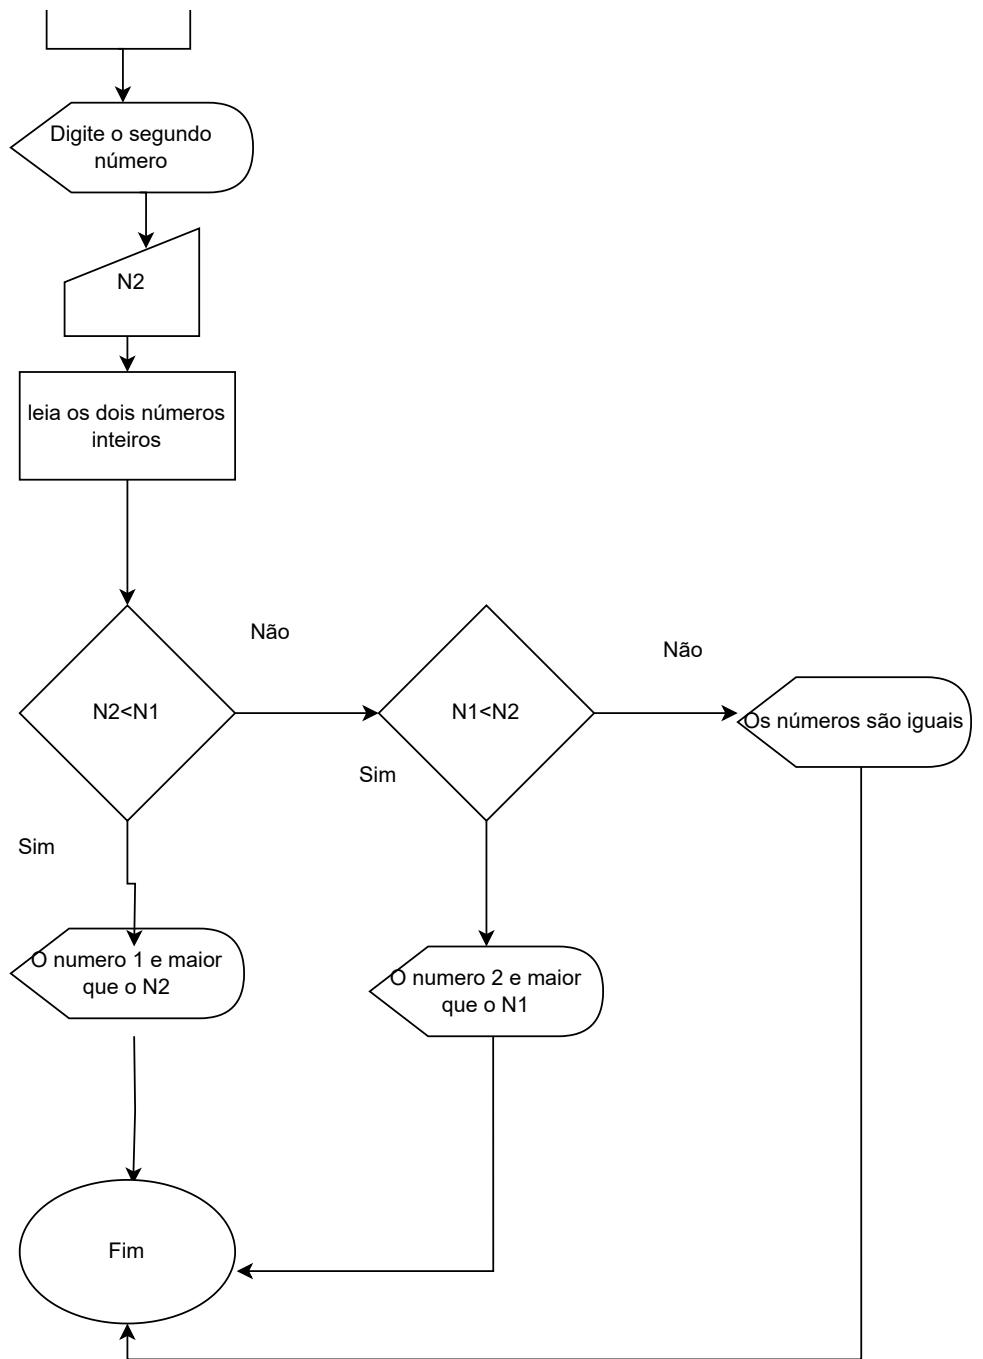 Digite o segundo
número
N2
leia os dois números
inteiros
Não
Não
N2<N1
N1<N2
Os números são iguais
Sim
Sim
O numero 1 e maior
que o N2
O numero 2 e maior
que o N1
Fim